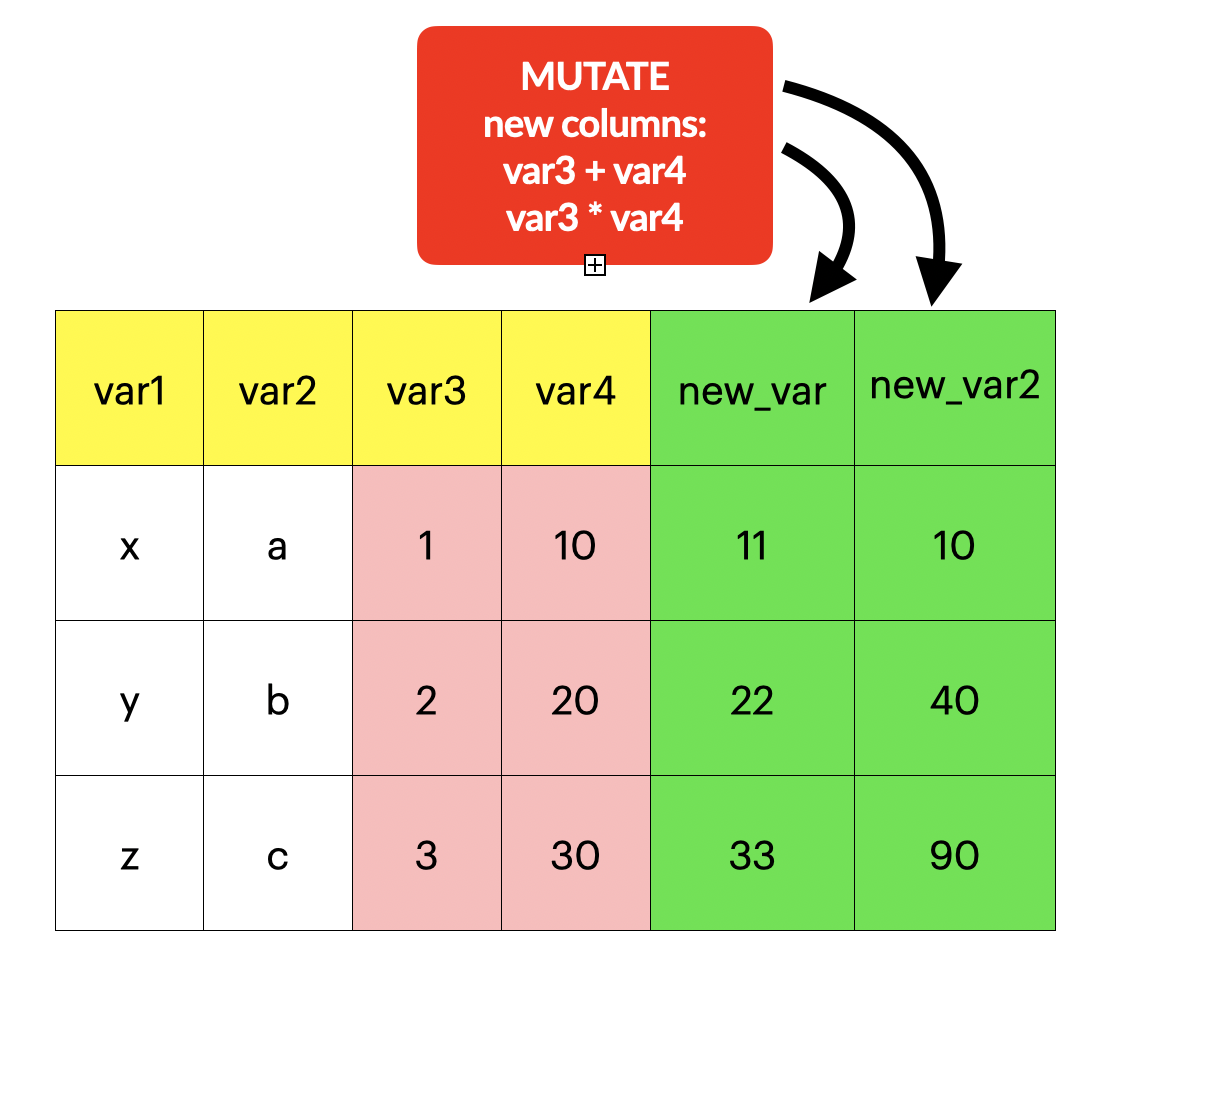 MUTATE
new columns:
var3 + var4
var3 * var4
var1 var2 var3 var4 new_var new_var2
x a 1 10 11 10
y b 2 20 22 40
z c 3 30 33 90